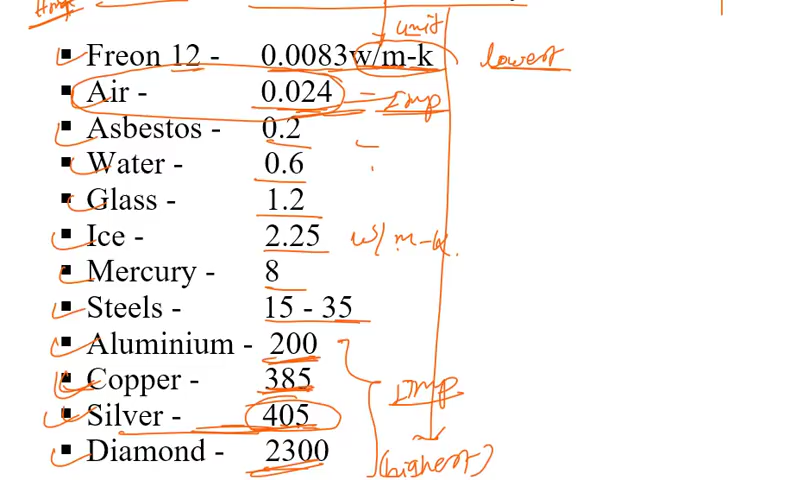 unit
Freon 12 - 0.0083w/m-k lowest
Air - 0.024 = Imp
Asbestos - 0.2
Water - 0.6
Glass - 1.2
Ice - 2.25 w/m-k.
Mercury - 8
Steels - 15 - 35
Aluminium - 200
Copper - 385 Imp
Silver - 405
Diamond - 2300 (highest)